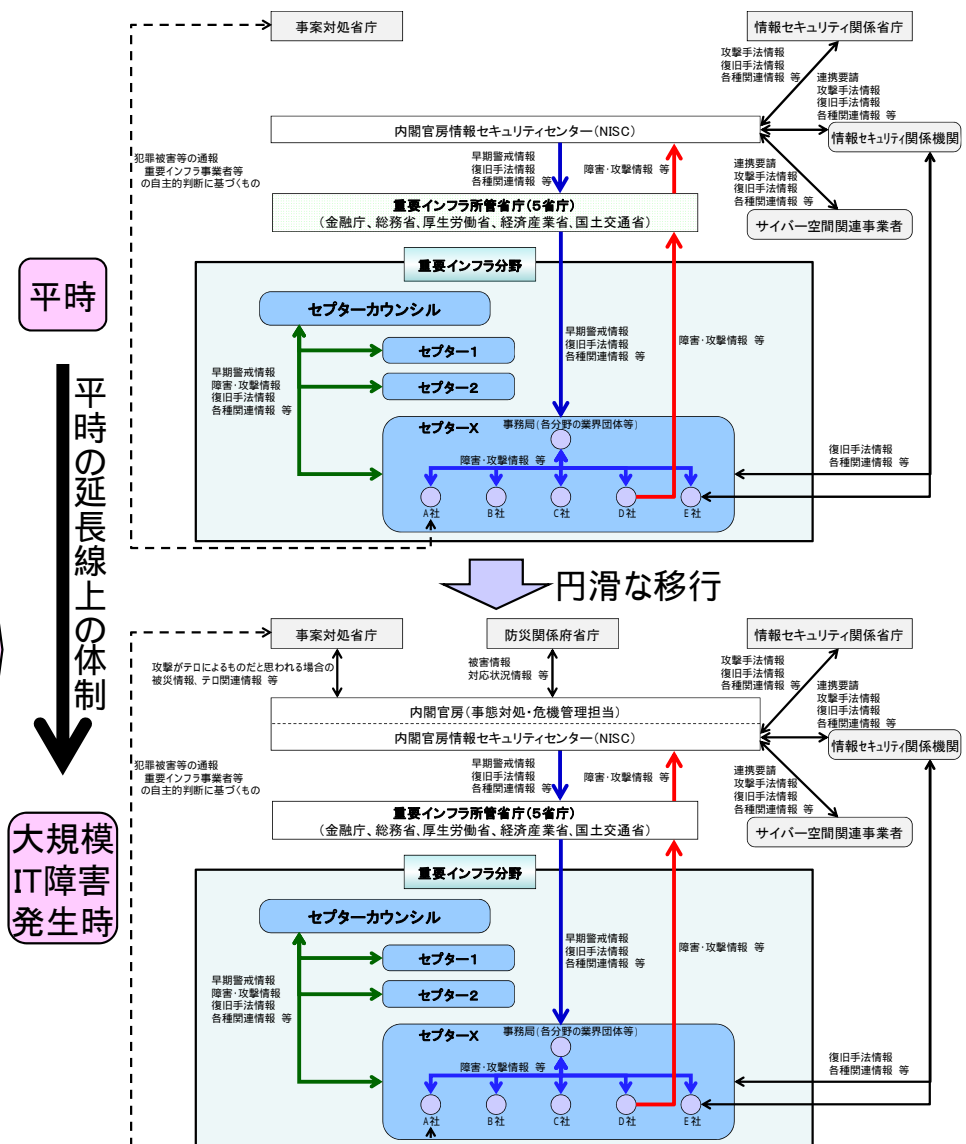 事案対処省庁
情報セキュリティ関係省庁
攻撃手法情報
復旧手法情報
各種関連情報 等
連携要請
攻撃手法情報
復旧手法情報
各種関連情報 等
内閣官房情報セキュリティセンター(NISC)
情報セキュリティ関係機関
犯罪被害等の通報
重要インフラ事業者等
の自主的判断に基づくもの
早期警戒情報
復旧手法情報
各種関連情報 等
障害・攻撃情報 等
連携要請
攻撃手法情報
復旧手法情報
各種関連情報 等
重要インフラ所管省庁(5省庁)
(金融庁、総務省、厚生労働省、経済産業省、国土交通省)
サイバー空間関連事業者
重要インフラ分野
平時
セプターカウンシル
早期警戒情報
復旧手法情報
各種関連情報 等
障害・攻撃情報 等
セプター1
早期警戒情報
障害・攻撃情報
復旧手法情報
各種関連情報 等
セプター2
セプターX
事務局(各分野の業界団体等)
障害・攻撃情報 等
復旧手法情報
各種関連情報 等
A社
B社
C社
D社
E社
平時の延長線上の体制
円滑な移行
事案対処省庁
防災関係府省庁
情報セキュリティ関係省庁
攻撃がテロによるものだと思われる場合の
被災情報、テロ関連情報 等
被害情報
対応状況情報 等
攻撃手法情報
復旧手法情報
各種関連情報 等
連携要請
攻撃手法情報
復旧手法情報
各種関連情報 等
内閣官房(事態対処・危機管理担当)
内閣官房情報セキュリティセンター(NISC)
情報セキュリティ関係機関
犯罪被害等の通報
重要インフラ事業者等
の自主的判断に基づくもの
早期警戒情報
復旧手法情報
各種関連情報 等
障害・攻撃情報 等
連携要請
攻撃手法情報
復旧手法情報
各種関連情報 等
重要インフラ所管省庁(5省庁)
(金融庁、総務省、厚生労働省、経済産業省、国土交通省)
サイバー空間関連事業者
大規模
IT障害
発生時
重要インフラ分野
セプターカウンシル
早期警戒情報
復旧手法情報
各種関連情報 等
障害・攻撃情報 等
セプター1
早期警戒情報
障害・攻撃情報
復旧手法情報
各種関連情報 等
セプター2
セプターX
事務局(各分野の業界団体等)
障害・攻撃情報 等
復旧手法情報
各種関連情報 等
A社
B社
C社
D社
E社